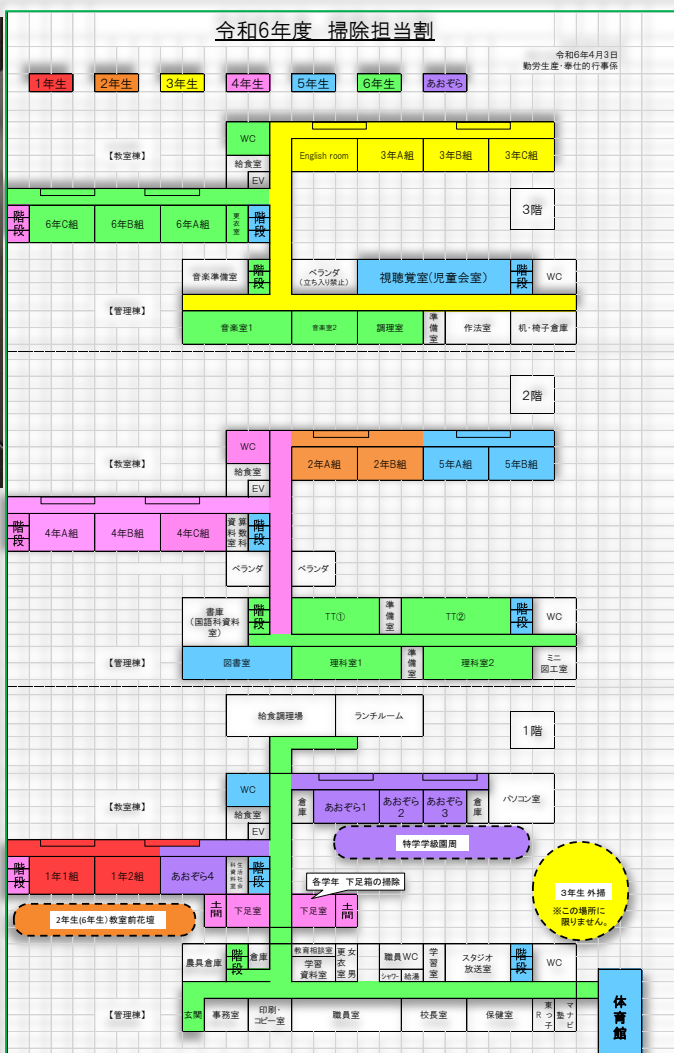 令和6年度 掃除担当割
令和6年4月3日
勤労生産・奉仕的行事係
1年生 2年生 3年生 4年生 5年生 6年生 あおぞら
【教室棟】
WC
給食室
EV
English room 3年A組 3年B組 3年C組
3階
階段 6年C組 6年B組 6年A組 更衣室 階段
音楽準備室 階段 ベランダ
(立ち入り禁止)
視聴覚室(児童会室) 階段 WC
【管理棟】
音楽室1 音楽室2 調理室 準備室 作法室 机・椅子倉庫
2階
【教室棟】
WC
給食室
EV
2年A組 2年B組 5年A組 5年B組
階段 4年A組 4年B組 4年C組 算数科資料室 階段
ベランダ ベランダ
書庫
(国語科資料
室)
階段 TT① 準備室 TT② 階段 WC
【管理棟】
図書室 理科室1 準備室 理科室2 ミニ
図工室
給食調理場 ランチルーム
1階
【教室棟】
WC
給食室
EV
倉庫 あおぞら1 あおぞら
2
あおぞら
3
倉庫 パソコン室
特学学級園周
階段 1年1組 1年2組 あおぞら4 生活科社会科資料室 階段
各学年 下足箱の掃除
土間 下足室 下足室 土間
2年生(6年生)教室前花壇
3年生 外掃
※この場所に
限りません。
農具倉庫 階段 倉庫 教育相談室
学習
資料室
女更衣室男 職員WC
シャワー 給湯
学習室 スタジオ
放送室
階段 WC
【管理棟】
玄関 事務室 印刷・
コピー室
職員室 校長室 保健室 東っ子R マナビ塾
体育館